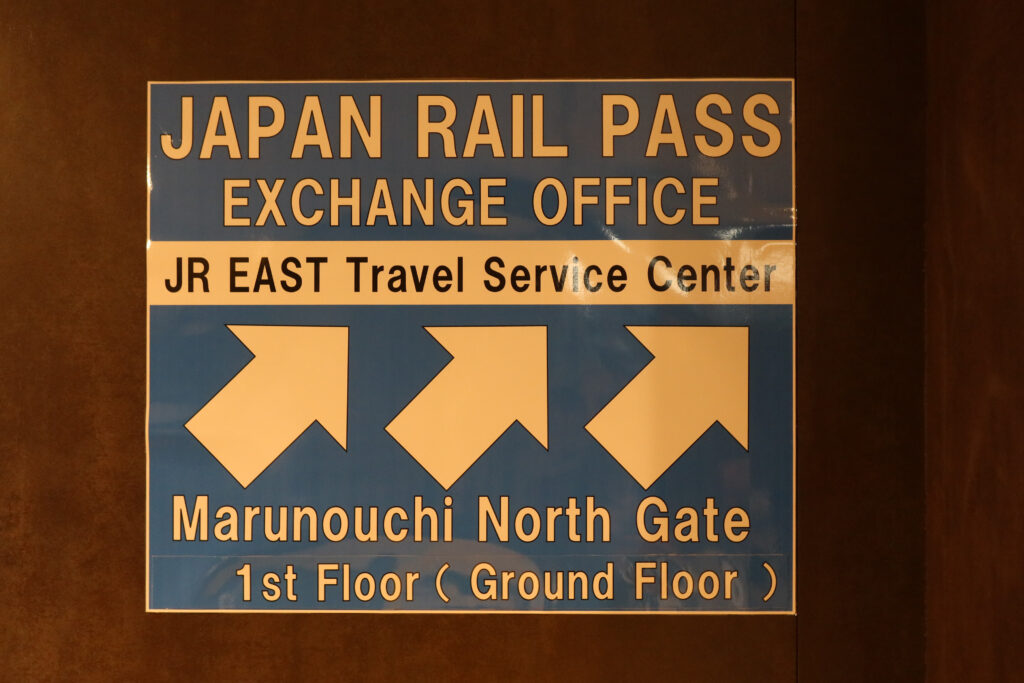 JAPAN RAIL PASS
EXCHANGE OFFICE
JR EAST Travel Service Center
Marunouchi North Gate
1st Floor ( Ground Floor )